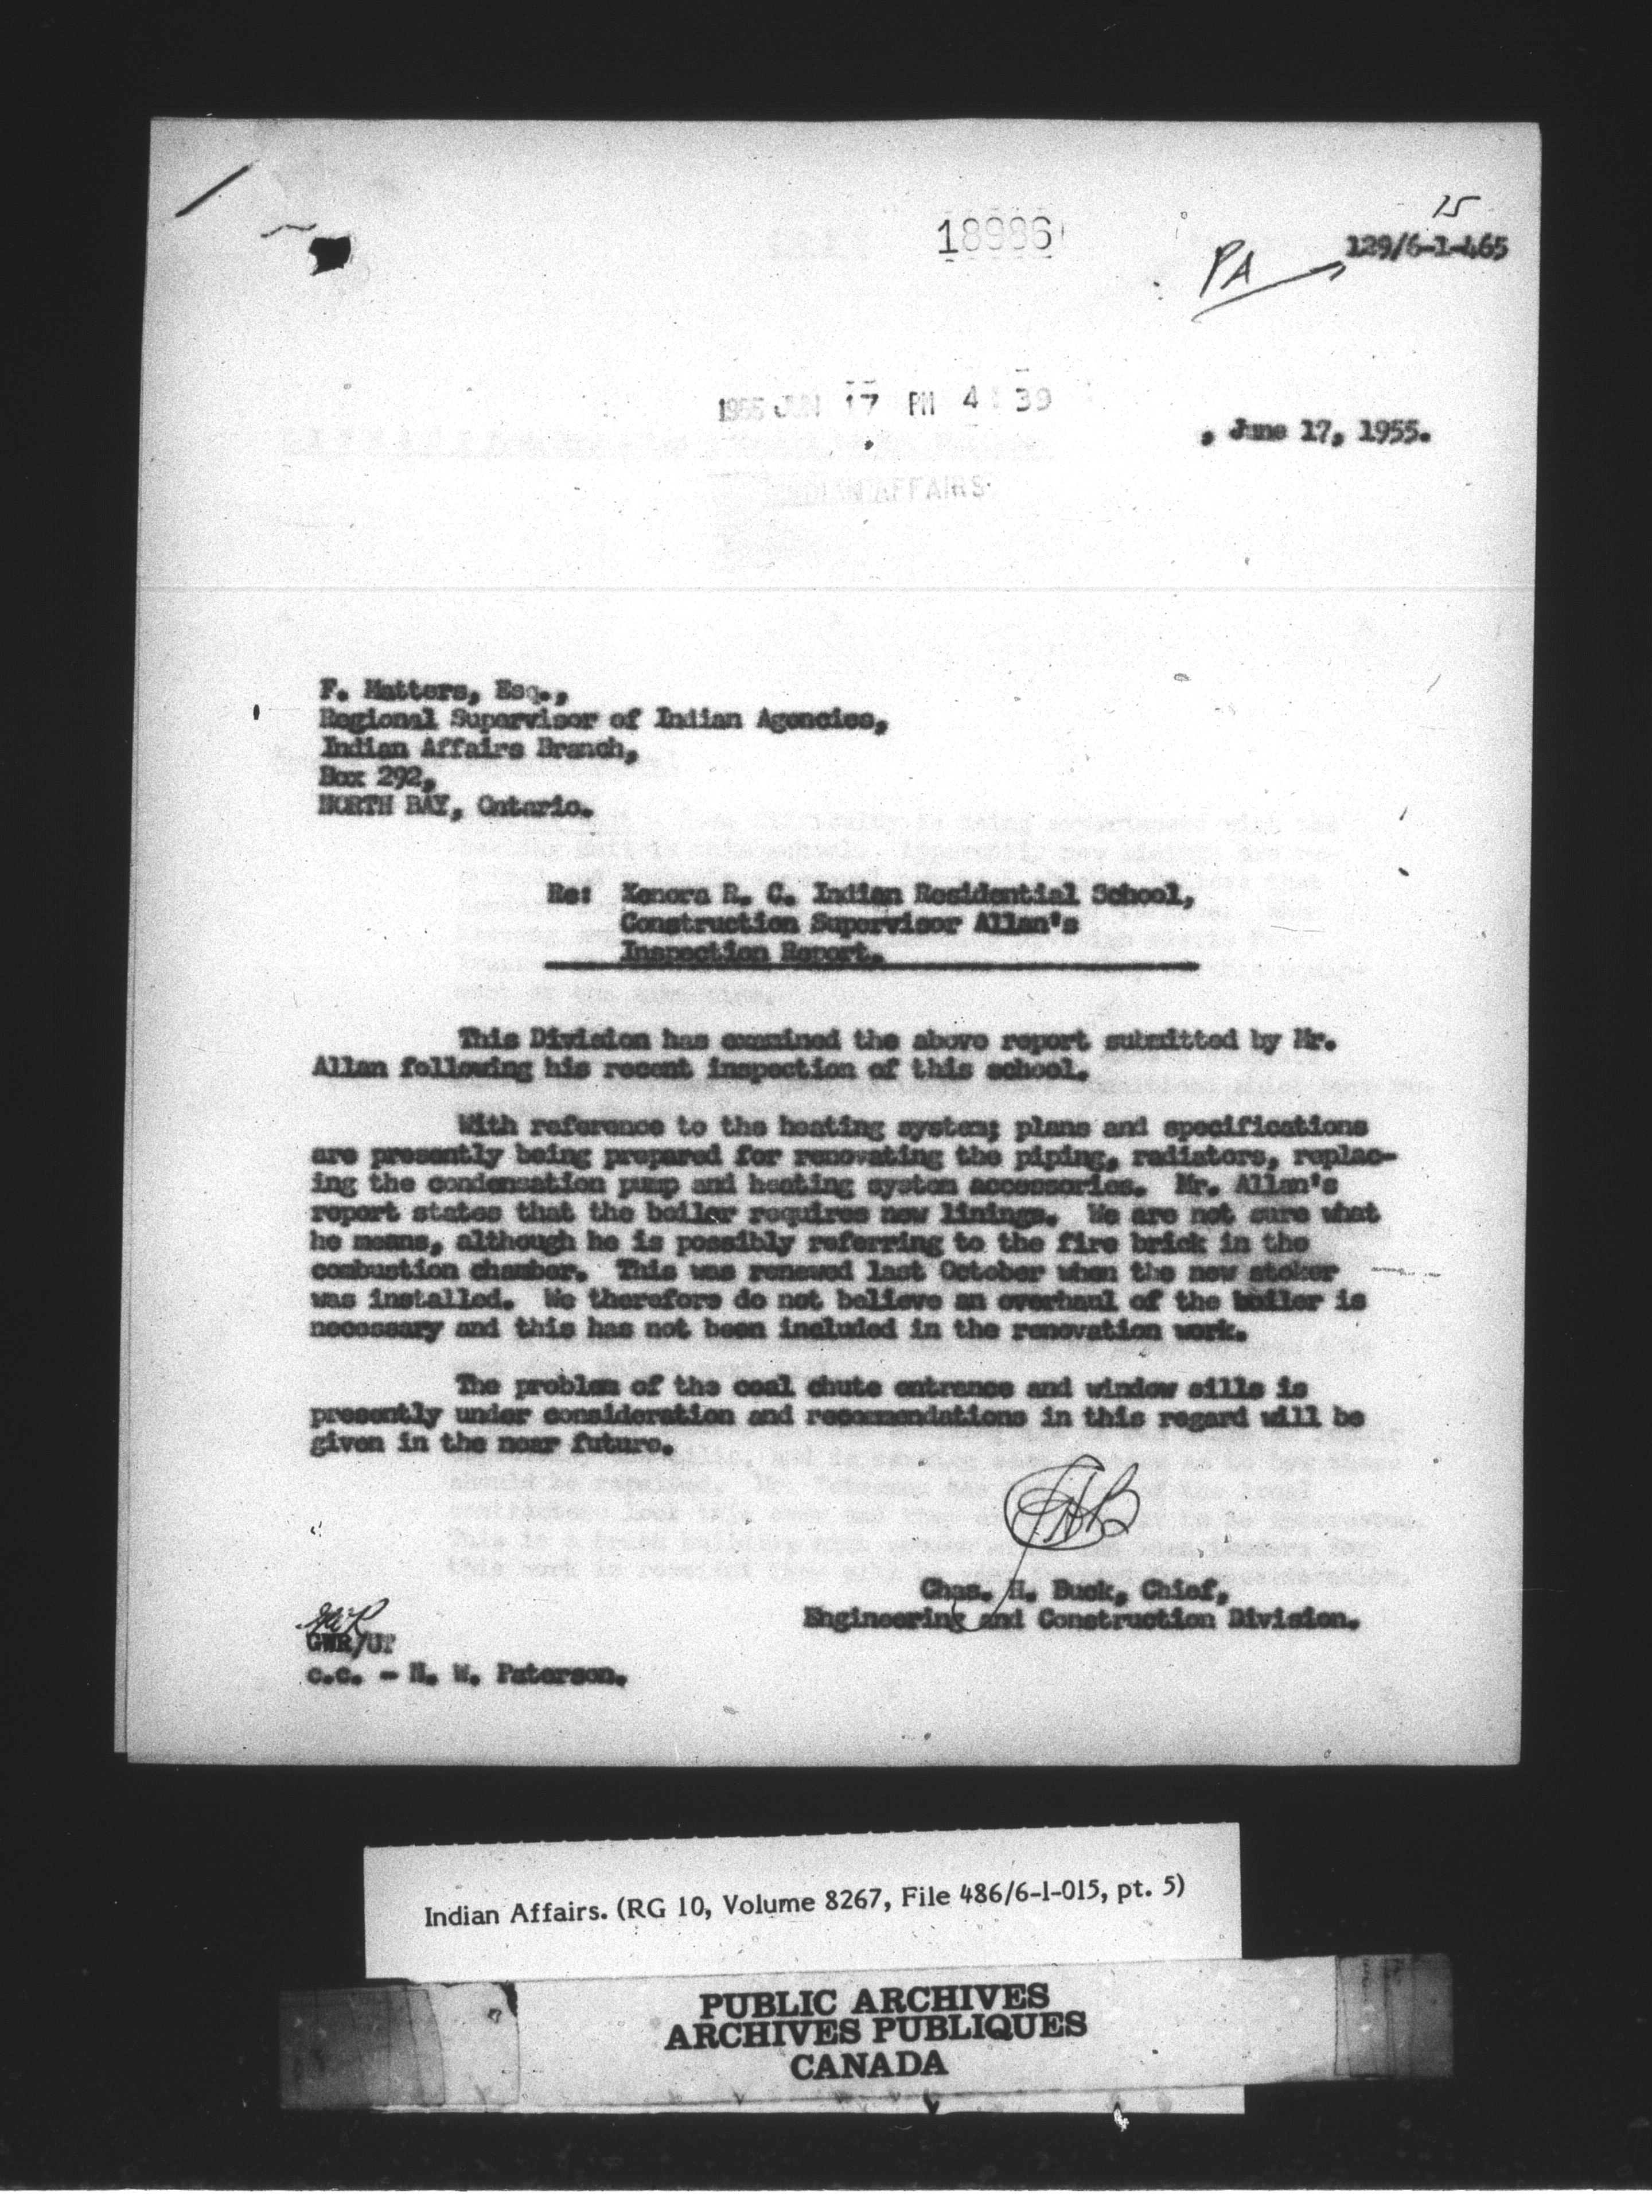 15
18996
129/6-1-465
PA
1955 JUN 17 PM 4:39
, June 17, 1955.
INDIAN AFFAIRS
F. Matters, Esq.,
Regional Supervisor of Indian Agencies,
Indian Affairs Branch,
Box 292,
NORTH BAY, Ontario.
Re: Kenora R. C. Indian Residential School,
Construction Supervisor Allan's
Inspection Report.
This Division has examined the above report submitted by Mr.
Allan following his recent inspection of this school.
With reference to the heating system; plans and specifications
are presently being prepared for renovating the piping, radiators, replac-
ing the condensation pump and heating system accessories. Mr. Allan's
report states that the boiler requires new linings. We are not sure what
he means, although he is possibly referring to the fire brick in the
combustion chamber. This was renewed last October when the new stoker
was installed. We therefore do not believe an overhaul of the boiler is
necessary and this has not been included in the renovation work.
The problem of the coal chute entrance and window sills is
presently under consideration and recommendations in this regard will be
given in the near future.
CHB
Chas. H. Buck, Chief,
Engineering and Construction Division.
GWR
GWR/UP
c.c. - H. W. Paterson.
Indian Affairs. (RG 10, Volume 8267, File 486/6-1-015, pt. 5)
PUBLIC ARCHIVES
ARCHIVES PUBLIQUES
CANADA